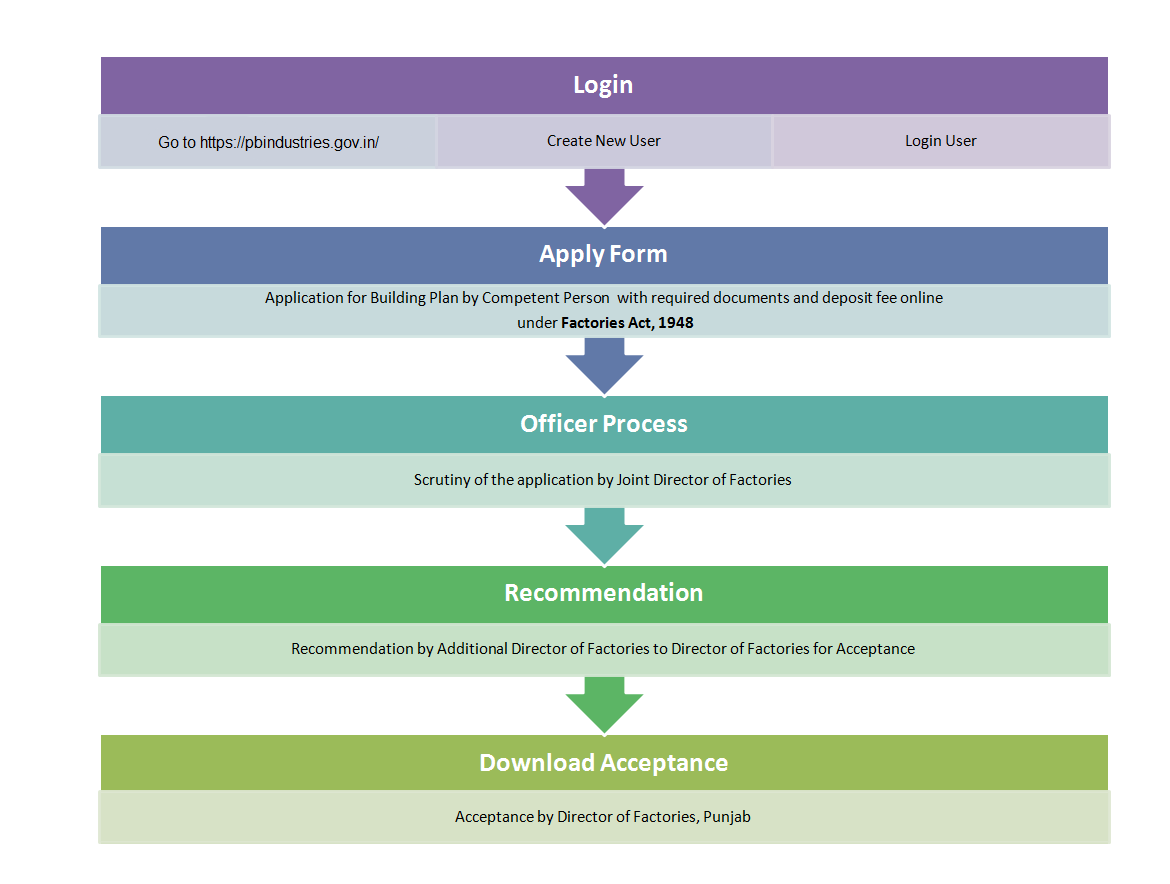 Login
Go to https://pbindustries.gov.in/
Create New User
Login User
Apply Form
Application for Building Plan by Competent Person with required documents and deposit fee online
under Factories Act, 1948
Officer Process
Scrutiny of the application by Joint Director of Factories
Recommendation
Recommendation by Additional Director of Factories to Director of Factories for Acceptance
Download Acceptance
Acceptance by Director of Factories, Punjab